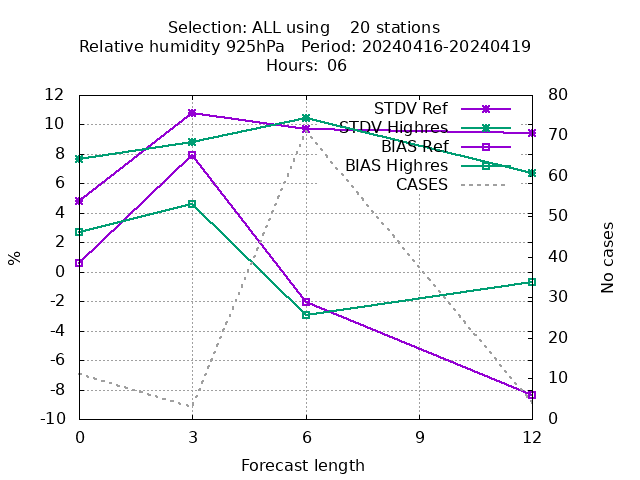 Selection: ALL using 20 stations
Relative humidity 925hPa Period: 20240416-20240419
Hours: 06
12
10
8
6
4
2
0
-2
-4
-6
-8
-10
%
STDV Ref
STDV Highres
BIAS Ref
BIAS Highres
CASES
80
70
60
50
40
30
20
10
0
No cases
0 3 6 9 12
Forecast length